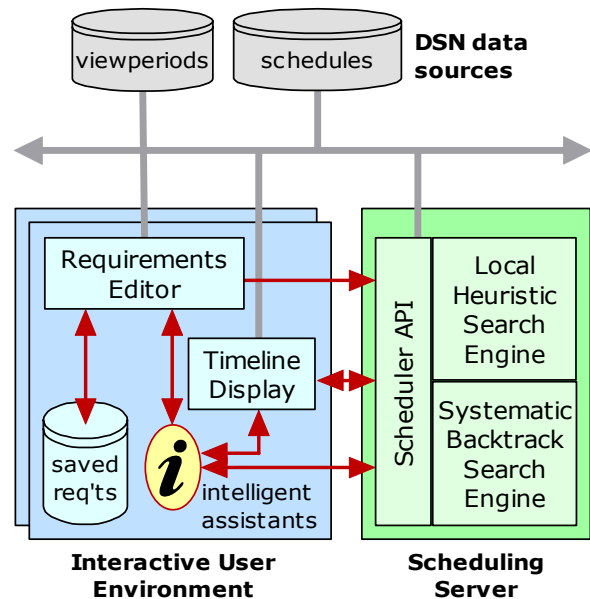 viewperiods
schedules
DSN data
sources
Requirements
Editor
Timeline
Display
saved
req'ts
i
intelligent
assistants
Scheduler API
Local
Heuristic
Search
Engine
Systematic
Backtrack
Search
Engine
Interactive User
Environment
Scheduling
Server